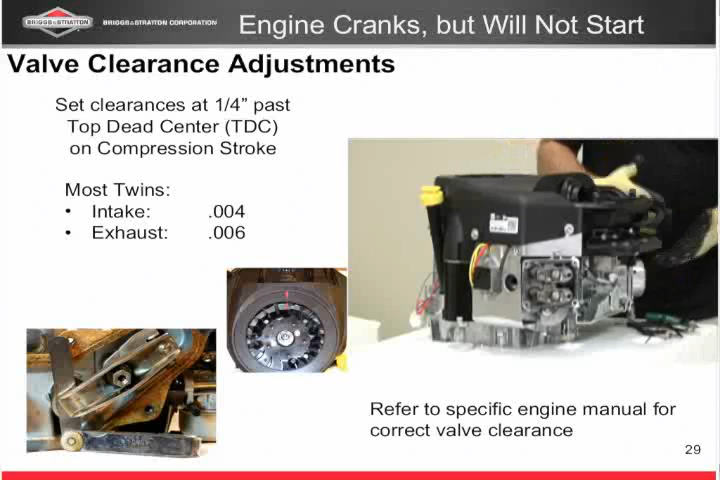 BRIGGS&STRATTON
BRIGGS&STRATTON CORPORATION
Engine Cranks, but Will Not Start
Valve Clearance Adjustments
Set clearances at 1/4” past
Top Dead Center (TDC)
on Compression Stroke
Most Twins:
• Intake: .004
• Exhaust: .006
Refer to specific engine manual for
correct valve clearance
29